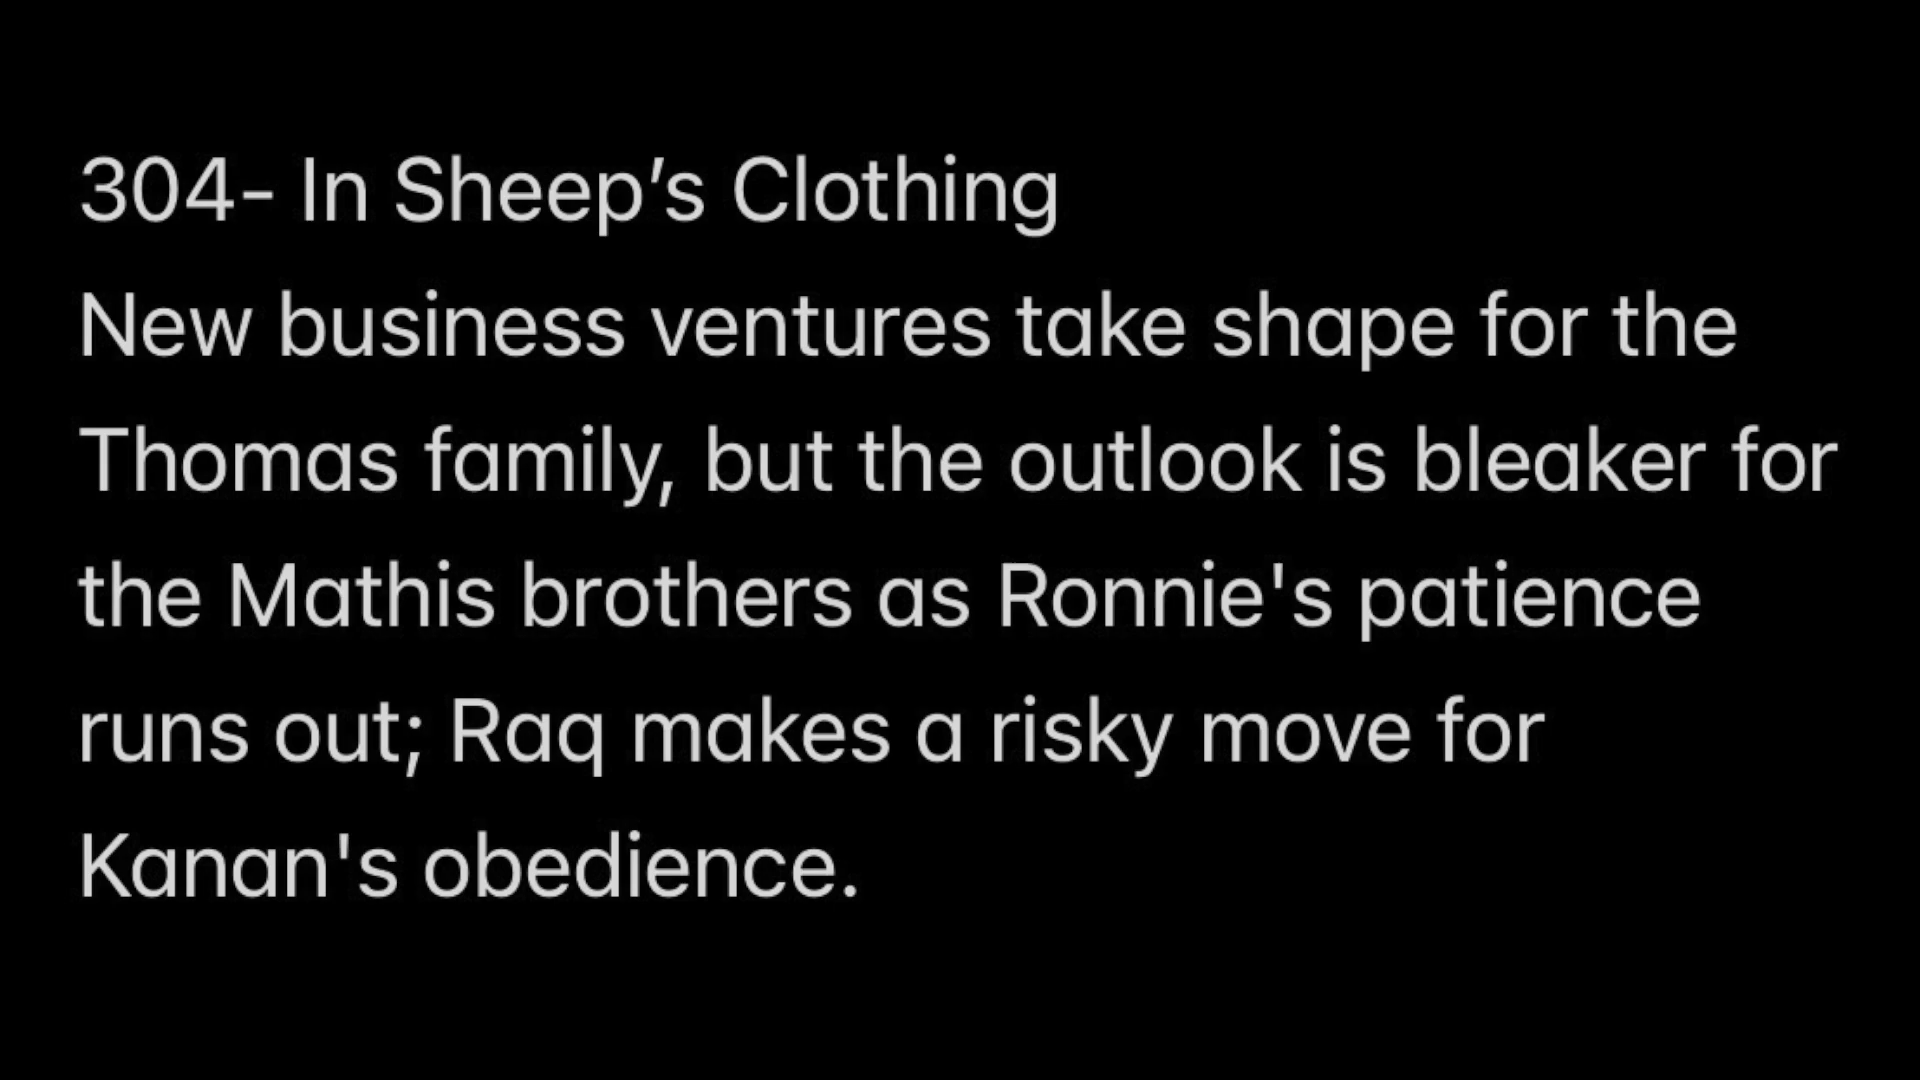 304- In Sheep’s Clothing
New business ventures take shape for the
Thomas family, but the outlook is bleaker for
the Mathis brothers as Ronnie's patience
runs out; Raq makes a risky move for
Kanan's obedience.